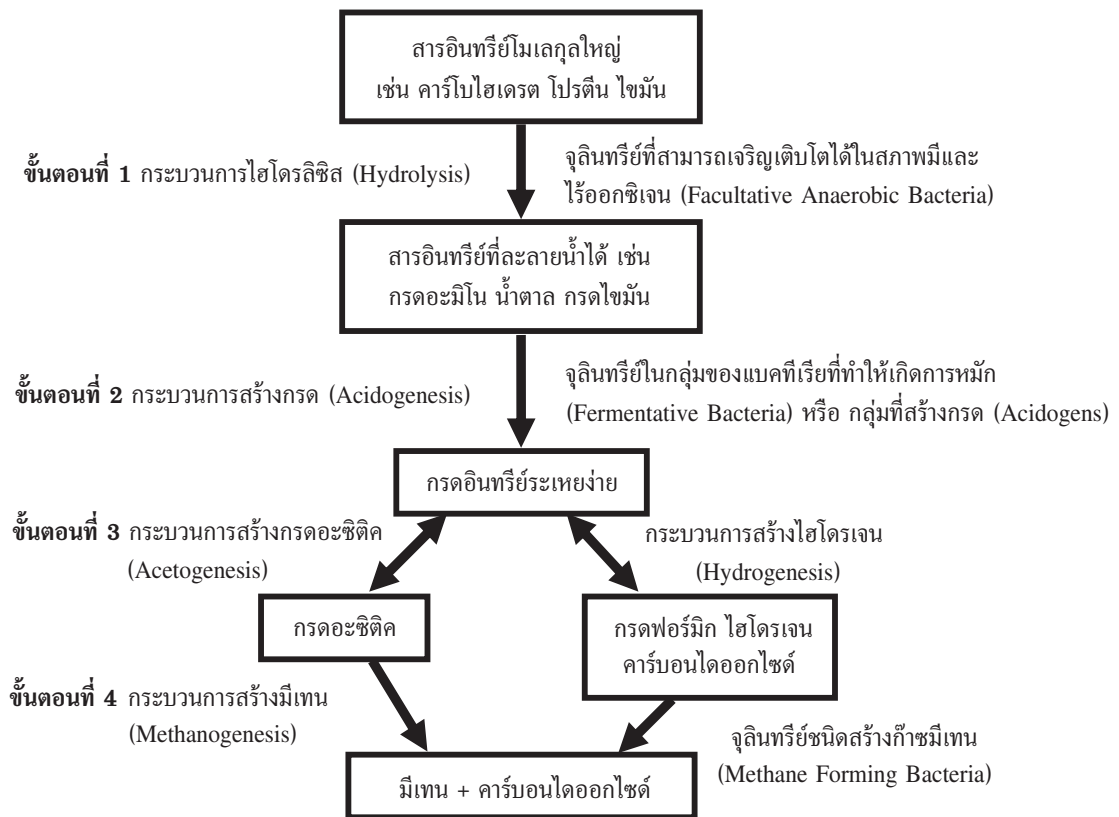 สารอินทรีย์โมเลกุลใหญ่
เช่น คาร์โบไฮเดรต โปรตีน ไขมัน
ขั้นตอนที่ 1 กระบวนการไฮโดรลิซิส (Hydrolysis)
จุลินทรีย์ที่สามารถเจริญเติบโตได้ในสภาพมีและ
ไร้ออกซิเจน (Facultative Anaerobic Bacteria)
สารอินทรีย์ที่ละลายน้ำได้ เช่น
กรดอะมิโน น้ำตาล กรดไขมัน
ขั้นตอนที่ 2 กระบวนการสร้างกรด (Acidogenesis)
จุลินทรีย์ในกลุ่มของแบคทีเรียที่ทำให้เกิดการหมัก
(Fermentative Bacteria) หรือ กลุ่มที่สร้างกรด (Acidogens)
กรดอินทรีย์ระเหยง่าย
ขั้นตอนที่ 3 กระบวนการสร้างกรดอะซิติค
(Acetogenesis)
กระบวนการสร้างไฮโดรเจน
(Hydrogenesis)
กรดอะซิติค
กรดฟอร์มิก ไฮโดรเจน
คาร์บอนไดออกไซด์
ขั้นตอนที่ 4 กระบวนการสร้างมีเทน
(Methanogenesis)
จุลินทรีย์ชนิดสร้างก๊าซมีเทน
(Methane Forming Bacteria)
มีเทน + คาร์บอนไดออกไซด์